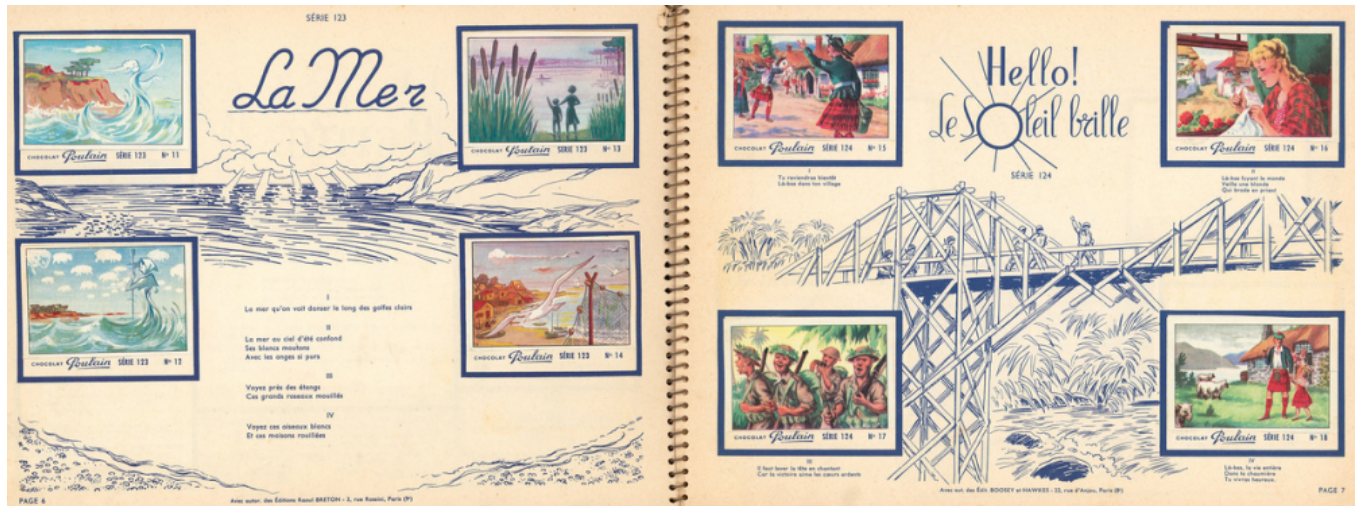 SÉRIE 123
La Mer
CHOCOLAT Poulain SÉRIE 123 Nº 11
CHOCOLAT Poulain SÉRIE 123 Nº 13
CHOCOLAT Poulain SÉRIE 123 Nº 12
CHOCOLAT Poulain SÉRIE 123 Nº 14
I
La mer qu'on voit danser le long des golfes clairs
II
La mer au ciel d'été confond
Ses blancs moutons
Avec les anges si purs
III
Voyez près des étangs
Ces grands roseaux mouillés
IV
Voyez ces oiseaux blancs
Et ces maisons rouillées
PAGE 6
Avec autor. des Éditions Raoul BRETON - 3, rue Rossini, Paris (9e)
Hello!
Le Soleil brille
SÉRIE 124
CHOCOLAT Poulain SÉRIE 124 Nº 15
I
Tu reviendras bientôt
Là-bas dans ton village
CHOCOLAT Poulain SÉRIE 124 Nº 16
II
Là-bas fuyant le monde
Veille une blonde
Qui brode en priant
CHOCOLAT Poulain SÉRIE 124 Nº 17
III
Il faut lever la tête en chantant
Car la victoire aime les cœurs ardents
CHOCOLAT Poulain SÉRIE 124 Nº 18
IV
Là-bas, la vie entière
Dans ta chaumière
Tu vivras heureux.
Avec aut. des Édit. BOOSEY et HAWKES - 22, rue d'Anjou, Paris (8e)
PAGE 7